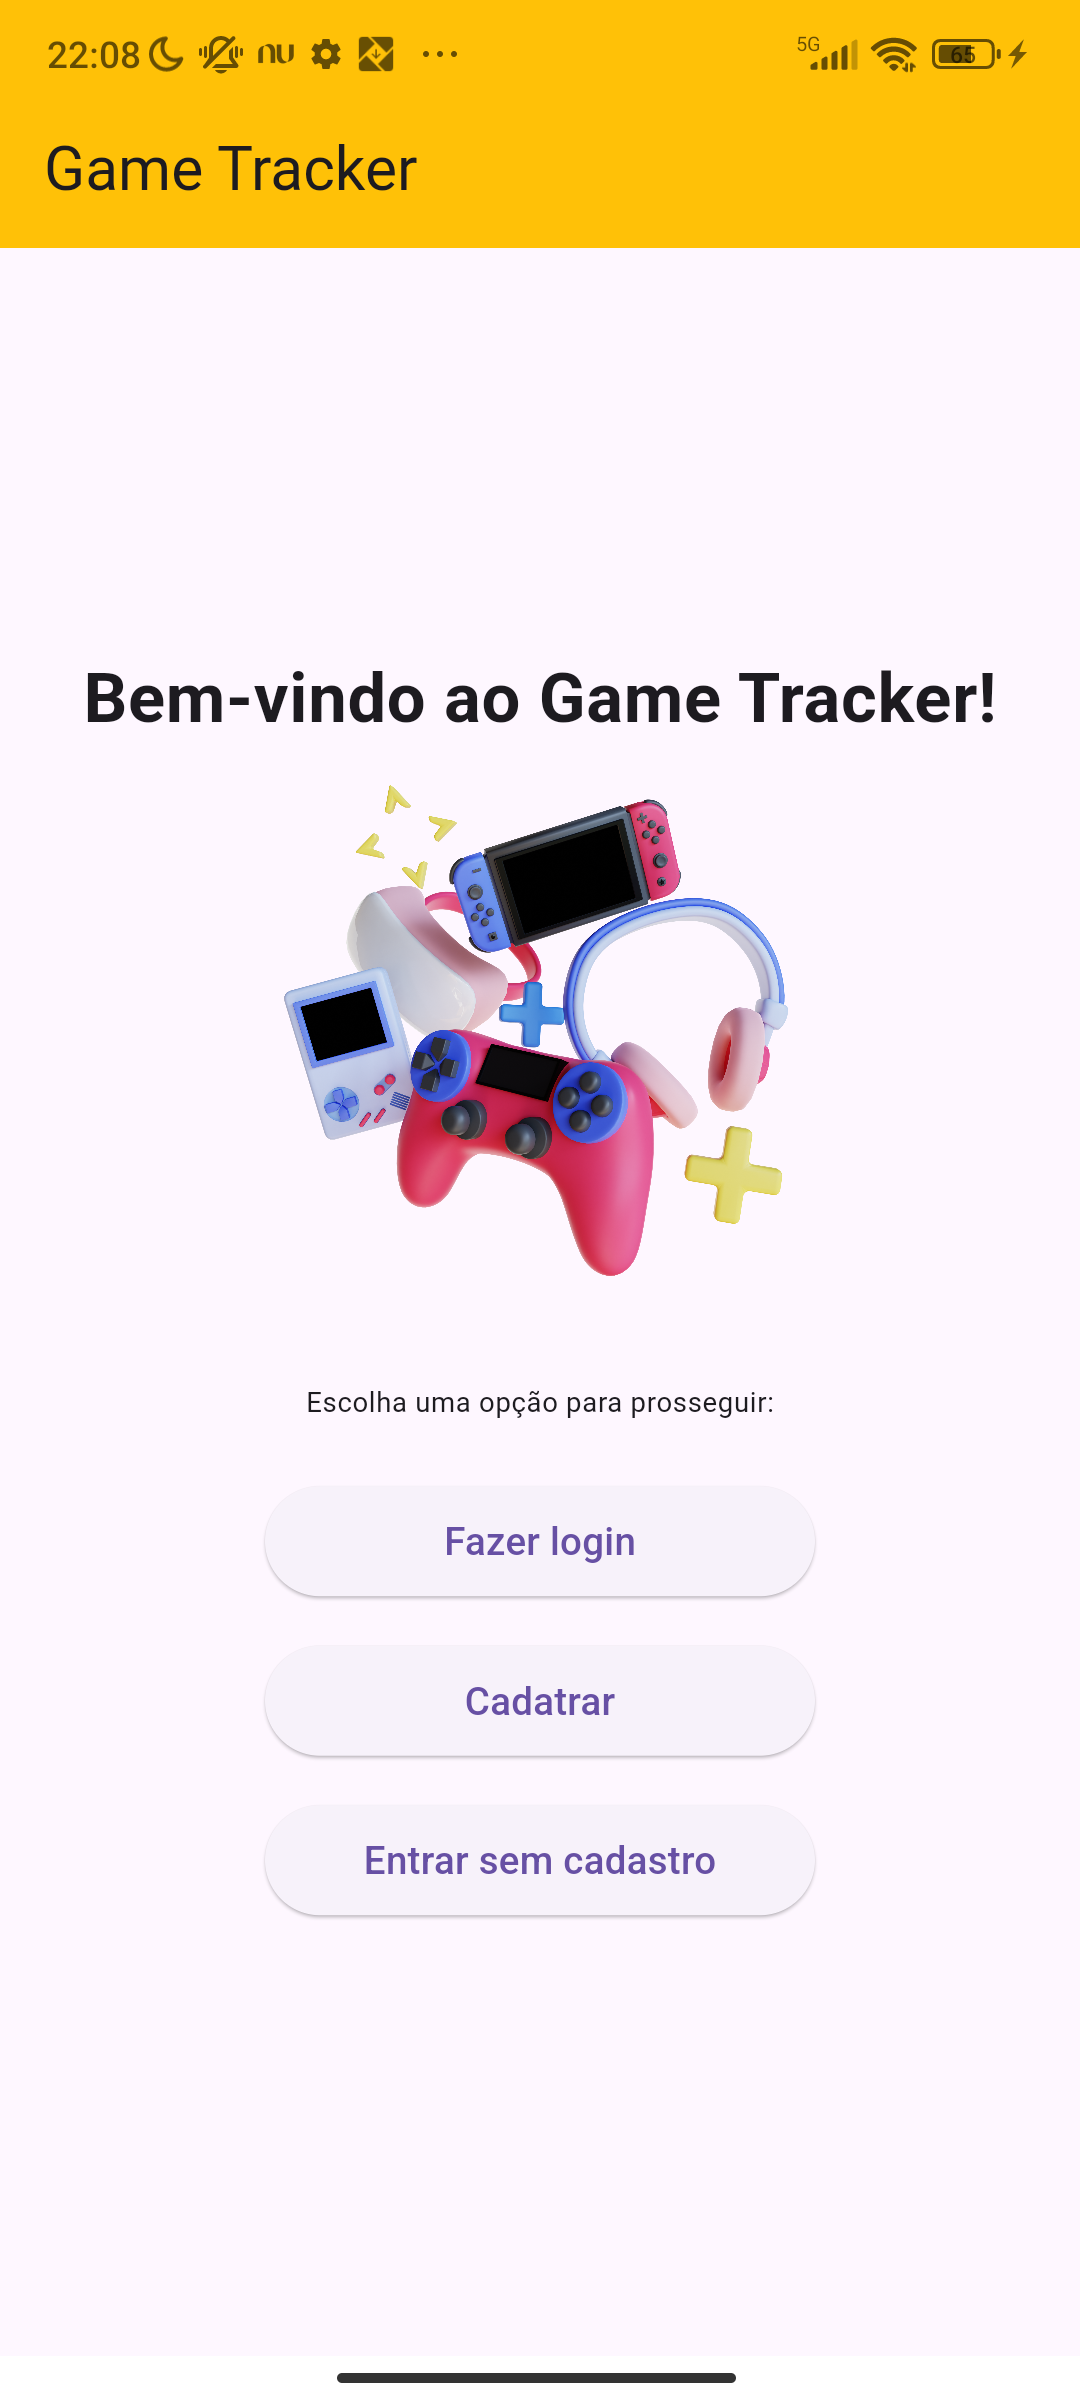 22:08 nu 5G 65
Game Tracker
Bem-vindo ao Game Tracker!
Escolha uma opção para prosseguir:
Fazer login
Cadatrar
Entrar sem cadastro